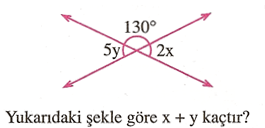 130°
5y 2x
Yukarıdaki şekle göre x + y kaçtır?